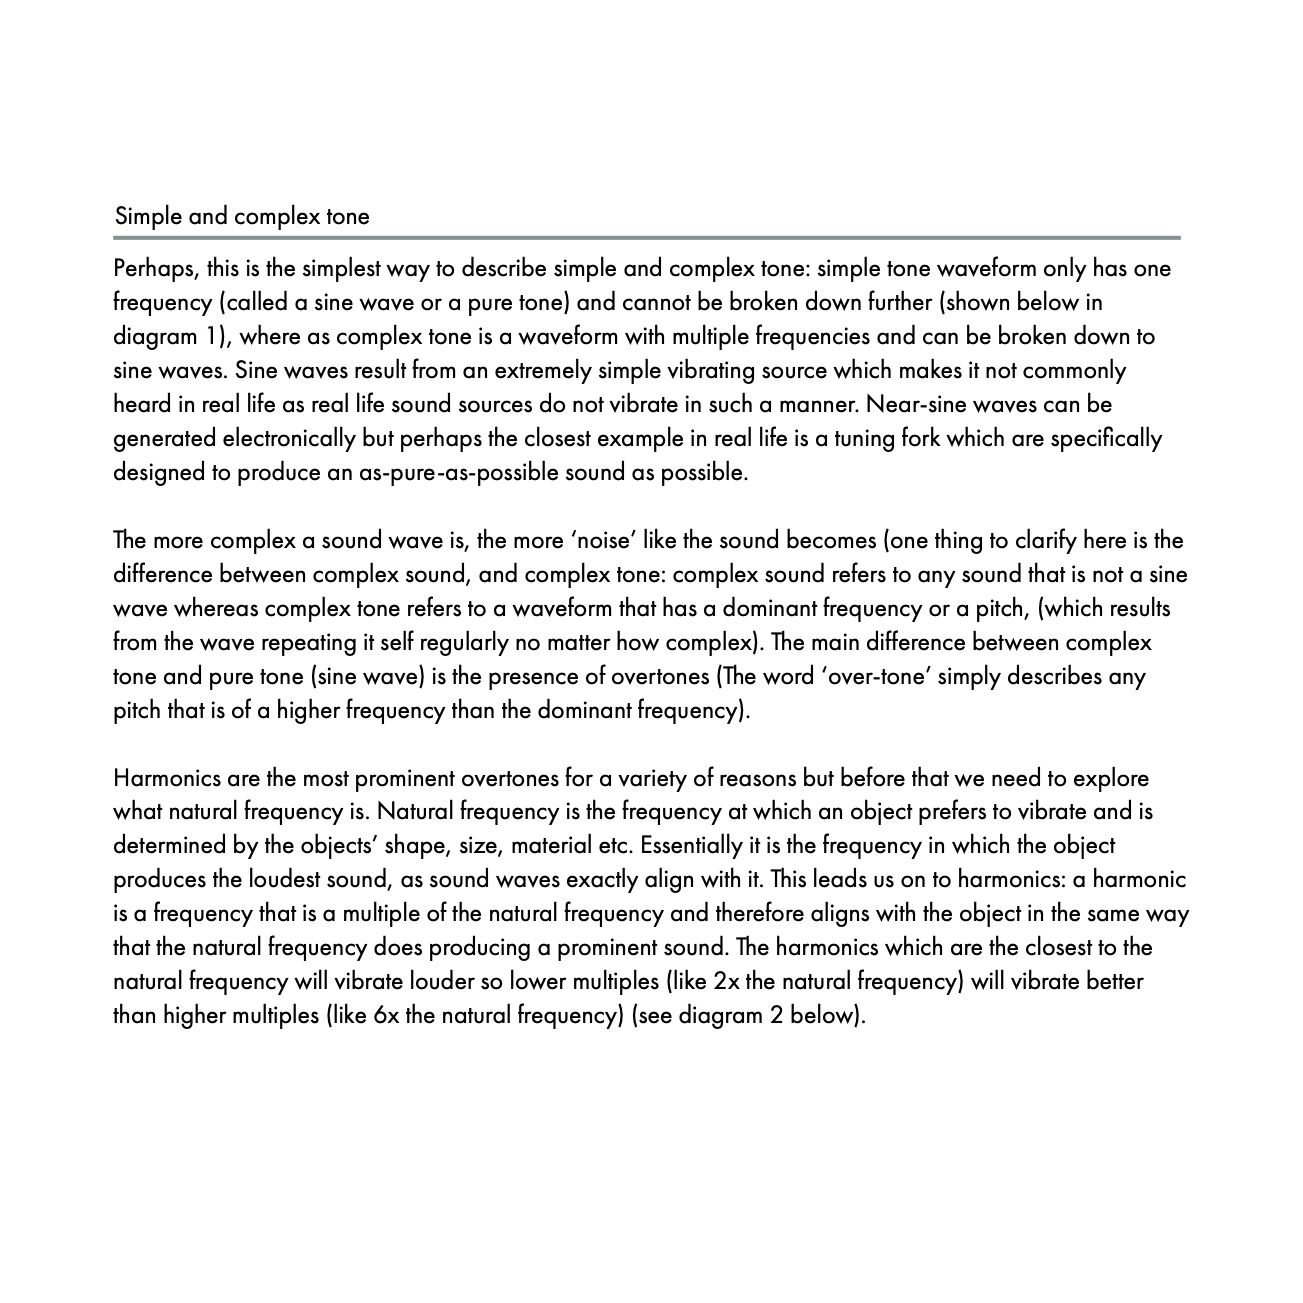 Simple and complex tone
Perhaps, this is the simplest way to describe simple and complex tone: simple tone waveform only has one
frequency (called a sine wave or a pure tone) and cannot be broken down further (shown below in
diagram 1), where as complex tone is a waveform with multiple frequencies and can be broken down to
sine waves. Sine waves result from an extremely simple vibrating source which makes it not commonly
heard in real life as real life sound sources do not vibrate in such a manner. Near-sine waves can be
generated electronically but perhaps the closest example in real life is a tuning fork which are specifically
designed to produce an as-pure-as-possible sound as possible.
The more complex a sound wave is, the more ‘noise’ like the sound becomes (one thing to clarify here is the
difference between complex sound, and complex tone: complex sound refers to any sound that is not a sine
wave whereas complex tone refers to a waveform that has a dominant frequency or a pitch, (which results
from the wave repeating it self regularly no matter how complex). The main difference between complex
tone and pure tone (sine wave) is the presence of overtones (The word ‘over-tone’ simply describes any
pitch that is of a higher frequency than the dominant frequency).
Harmonics are the most prominent overtones for a variety of reasons but before that we need to explore
what natural frequency is. Natural frequency is the frequency at which an object prefers to vibrate and is
determined by the objects’ shape, size, material etc. Essentially it is the frequency in which the object
produces the loudest sound, as sound waves exactly align with it. This leads us on to harmonics: a harmonic
is a frequency that is a multiple of the natural frequency and therefore aligns with the object in the same way
that the natural frequency does producing a prominent sound. The harmonics which are the closest to the
natural frequency will vibrate louder so lower multiples (like 2x the natural frequency) will vibrate better
than higher multiples (like 6x the natural frequency) (see diagram 2 below).